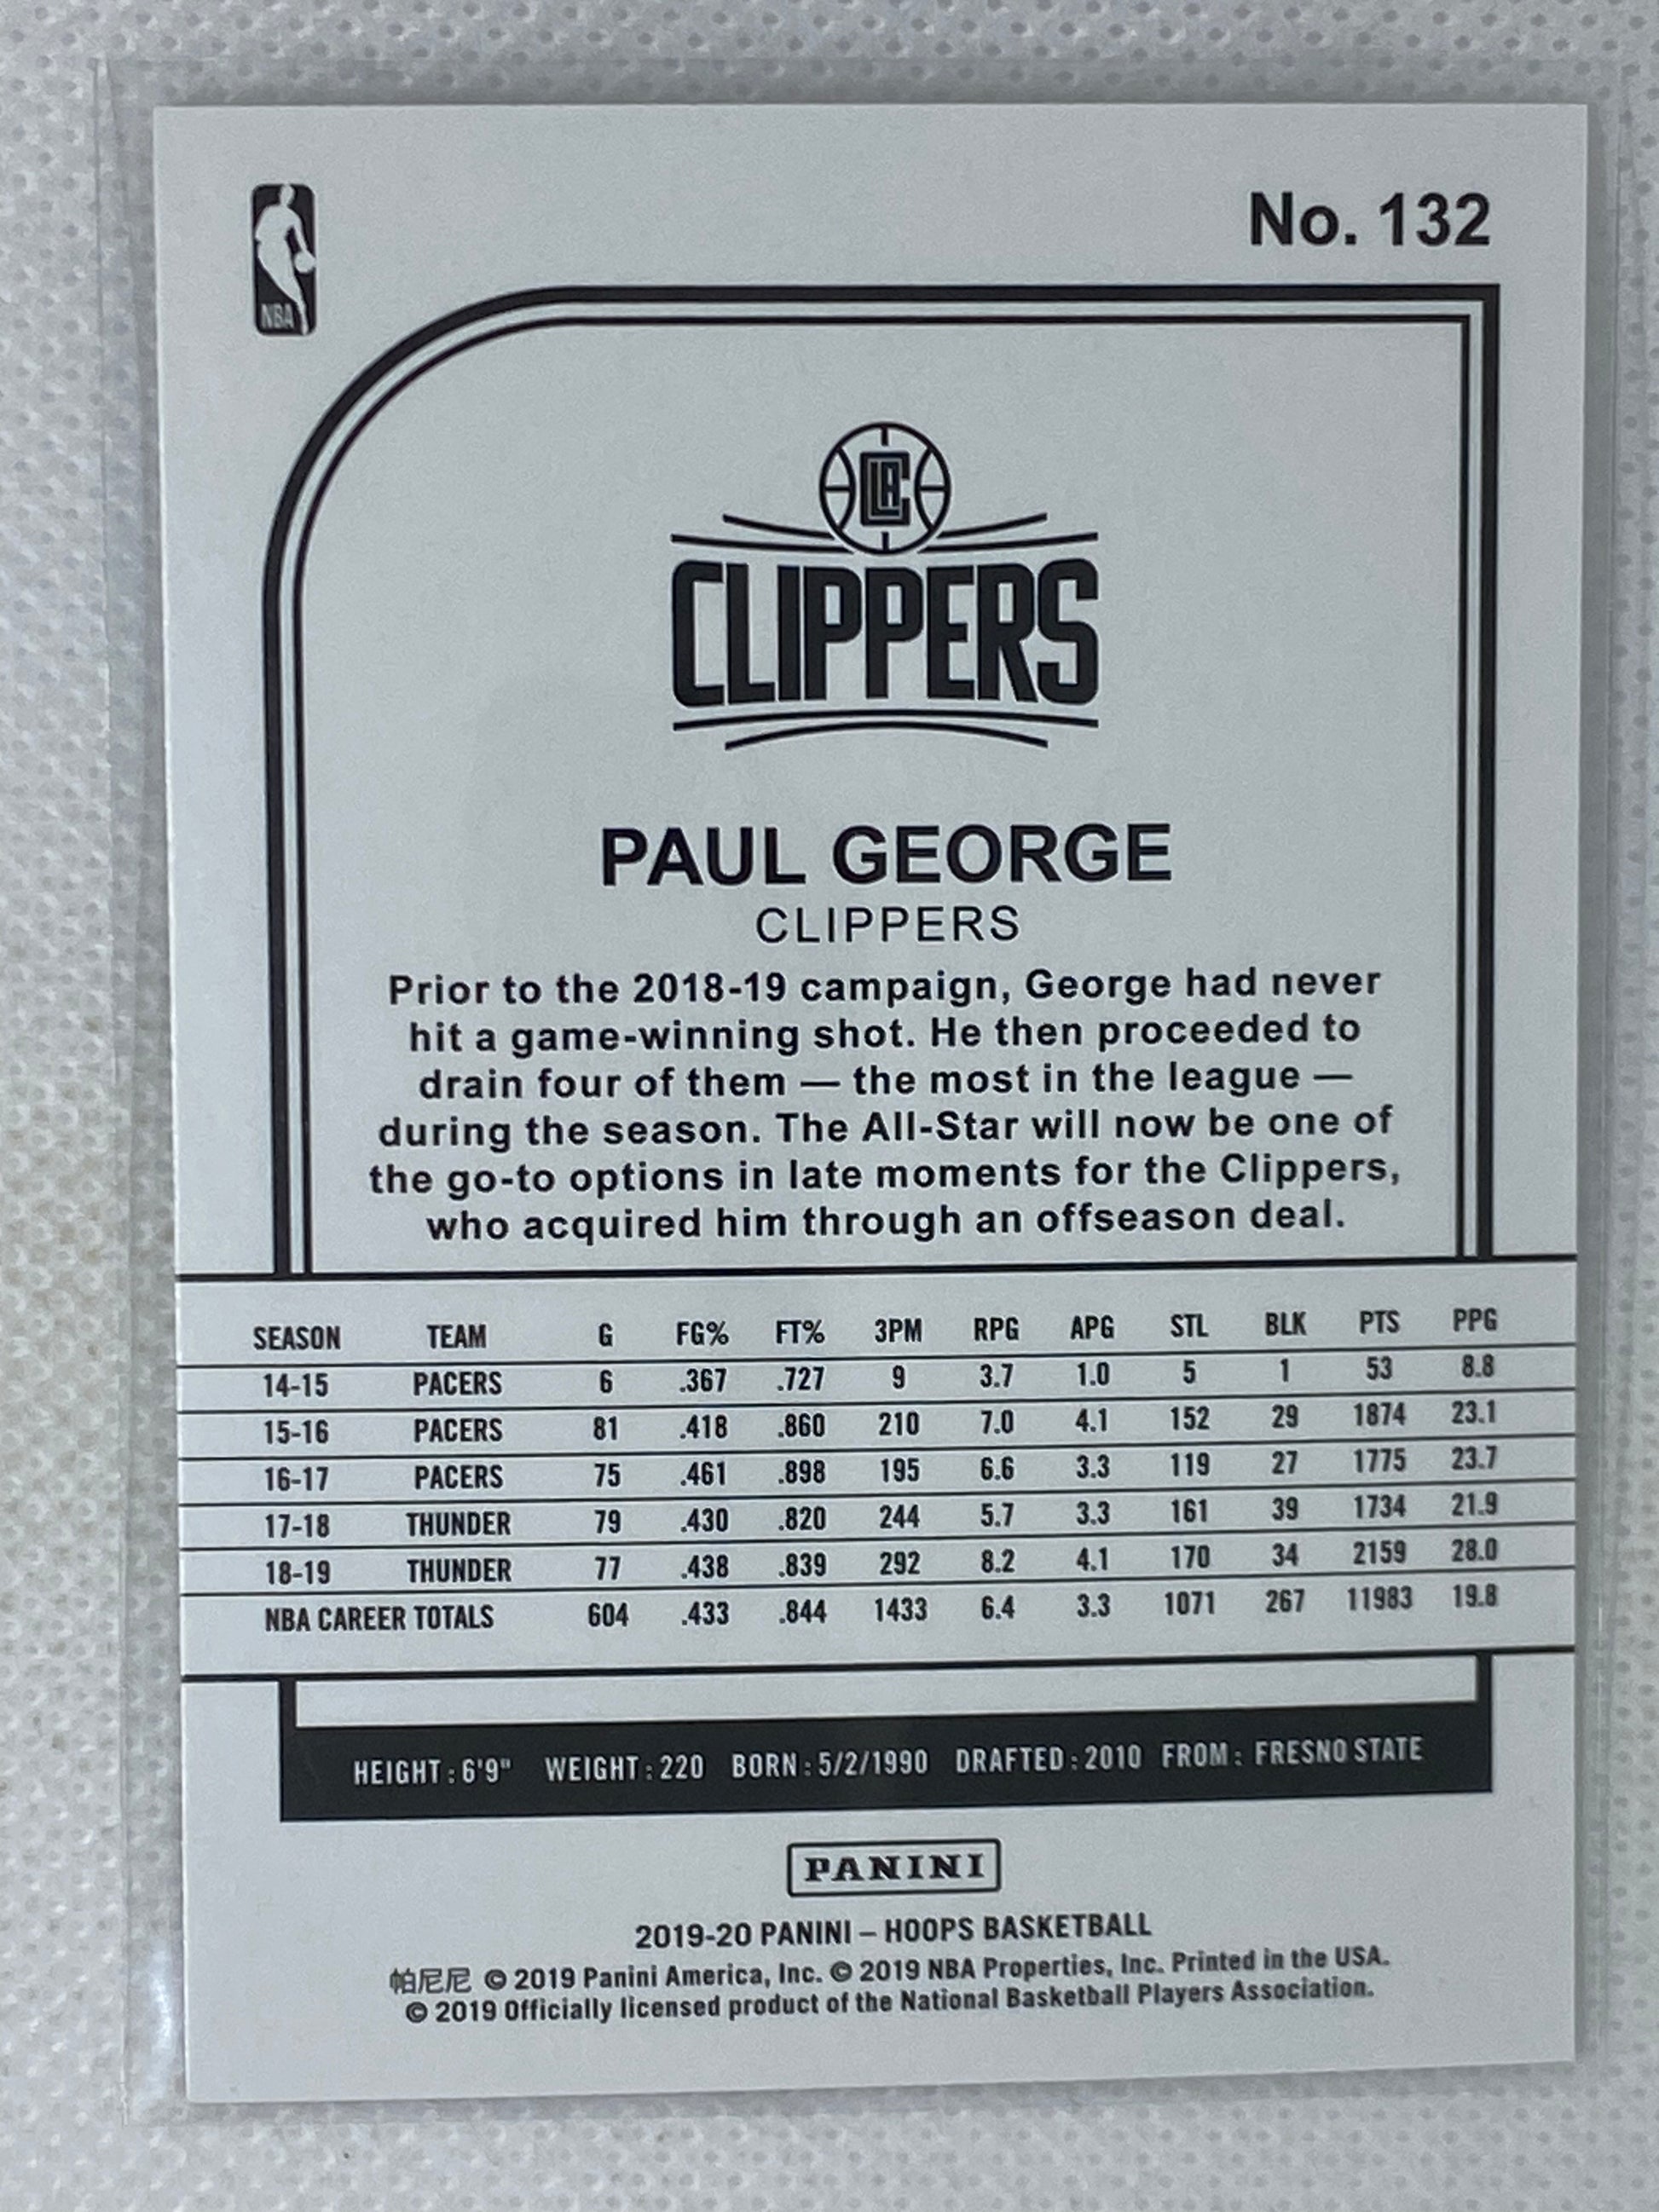 NBA
No. 132
LAC
CLIPPERS
PAUL GEORGE
CLIPPERS
Prior to the 2018-19 campaign, George had never
hit a game-winning shot. He then proceeded to
drain four of them — the most in the league —
during the season. The All-Star will now be one of
the go-to options in late moments for the Clippers,
who acquired him through an offseason deal.
SEASON TEAM G FG% FT% 3PM RPG APG STL BLK PTS PPG
14-15 PACERS 6 .367 .727 9 3.7 1.0 5 1 53 8.8
15-16 PACERS 81 .418 .860 210 7.0 4.1 152 29 1874 23.1
16-17 PACERS 75 .461 .898 195 6.6 3.3 119 27 1775 23.7
17-18 THUNDER 79 .430 .820 244 5.7 3.3 161 39 1734 21.9
18-19 THUNDER 77 .438 .839 292 8.2 4.1 170 34 2159 28.0
NBA CAREER TOTALS 604 .433 .844 1433 6.4 3.3 1071 267 11983 19.8
HEIGHT : 6'9" WEIGHT : 220 BORN : 5/2/1990 DRAFTED : 2010 FROM : FRESNO STATE
PANINI
2019-20 PANINI – HOOPS BASKETBALL
帕尼尼 © 2019 Panini America, Inc. © 2019 NBA Properties, Inc. Printed in the USA.
© 2019 Officially licensed product of the National Basketball Players Association.